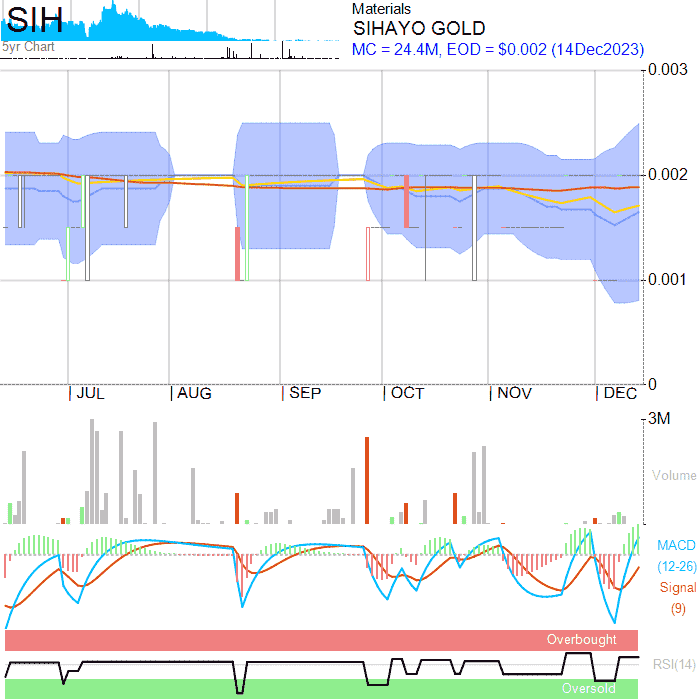 SIH
5yr Chart
Materials
SIHAYO GOLD
MC = 24.4M, EOD = $0.002 (14Dec2023)
0.003
0.002
0.001
0
JUL AUG SEP OCT NOV DEC
3M
Volume
MACD
(12-26)
Signal
(9)
Overbought
RSI(14)
Oversold